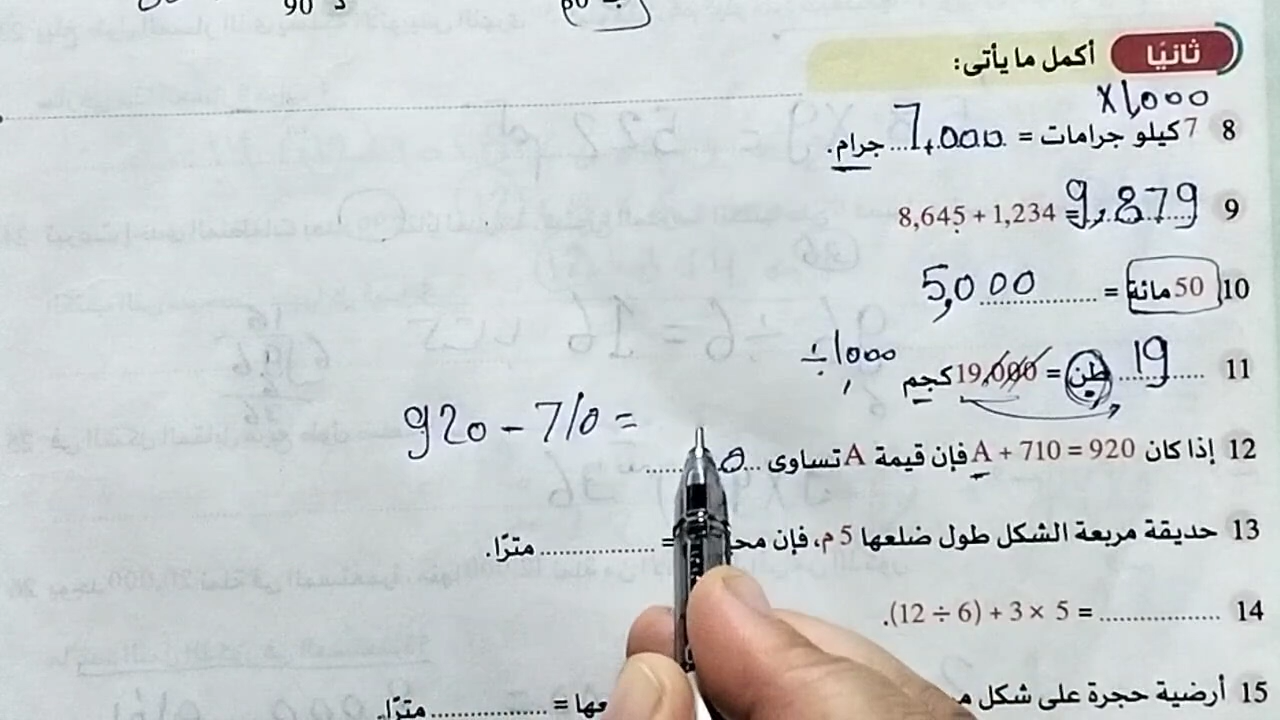 ثانيًا أكمل ما يأتى:
×1,000
8 7 كيلو جرامات = 7,000 جرام.
9 8,645 + 1,234 = 9,879
10 50 مائة = 5,000
÷1000
11 19 طن = 19,000 كجم
920 - 710 =
12 إذا كان A + 710 = 920 فإن قيمة A تساوى 0
13 حديقة مربعة الشكل طول ضلعها 5 م، فإن = مترًا.
14 (12 ÷ 6) + 3 × 5 =
15 أرضية حجرة على شكل = مترًا.